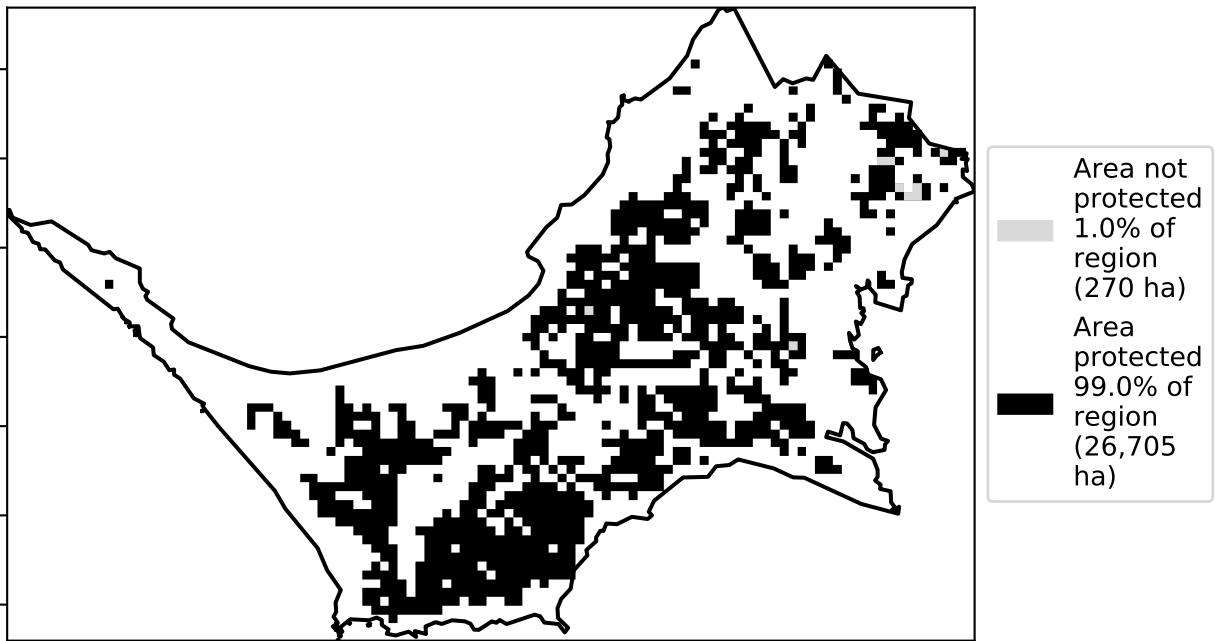 Area not
protected
1.0% of
region
(270 ha)
Area
protected
99.0% of
region
(26,705
ha)